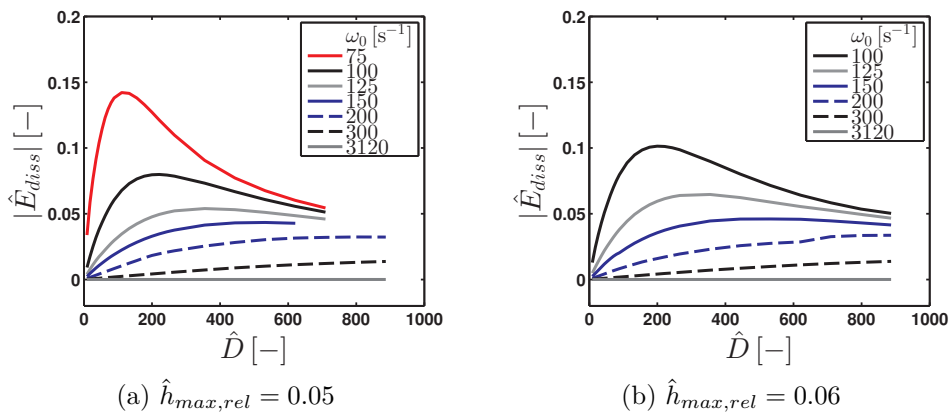 0.2
0.15
0.1
0.05
0
|Ê_diss| [−]
ω₀ [s⁻¹]
75
100
125
150
200
300
3120
0 200 400 600 800 1000
D̂ [−]
(a) ĥ_max,rel = 0.05
0.2
0.15
0.1
0.05
0
|Ê_diss| [−]
ω₀ [s⁻¹]
100
125
150
200
300
3120
0 200 400 600 800 1000
D̂ [−]
(b) ĥ_max,rel = 0.06